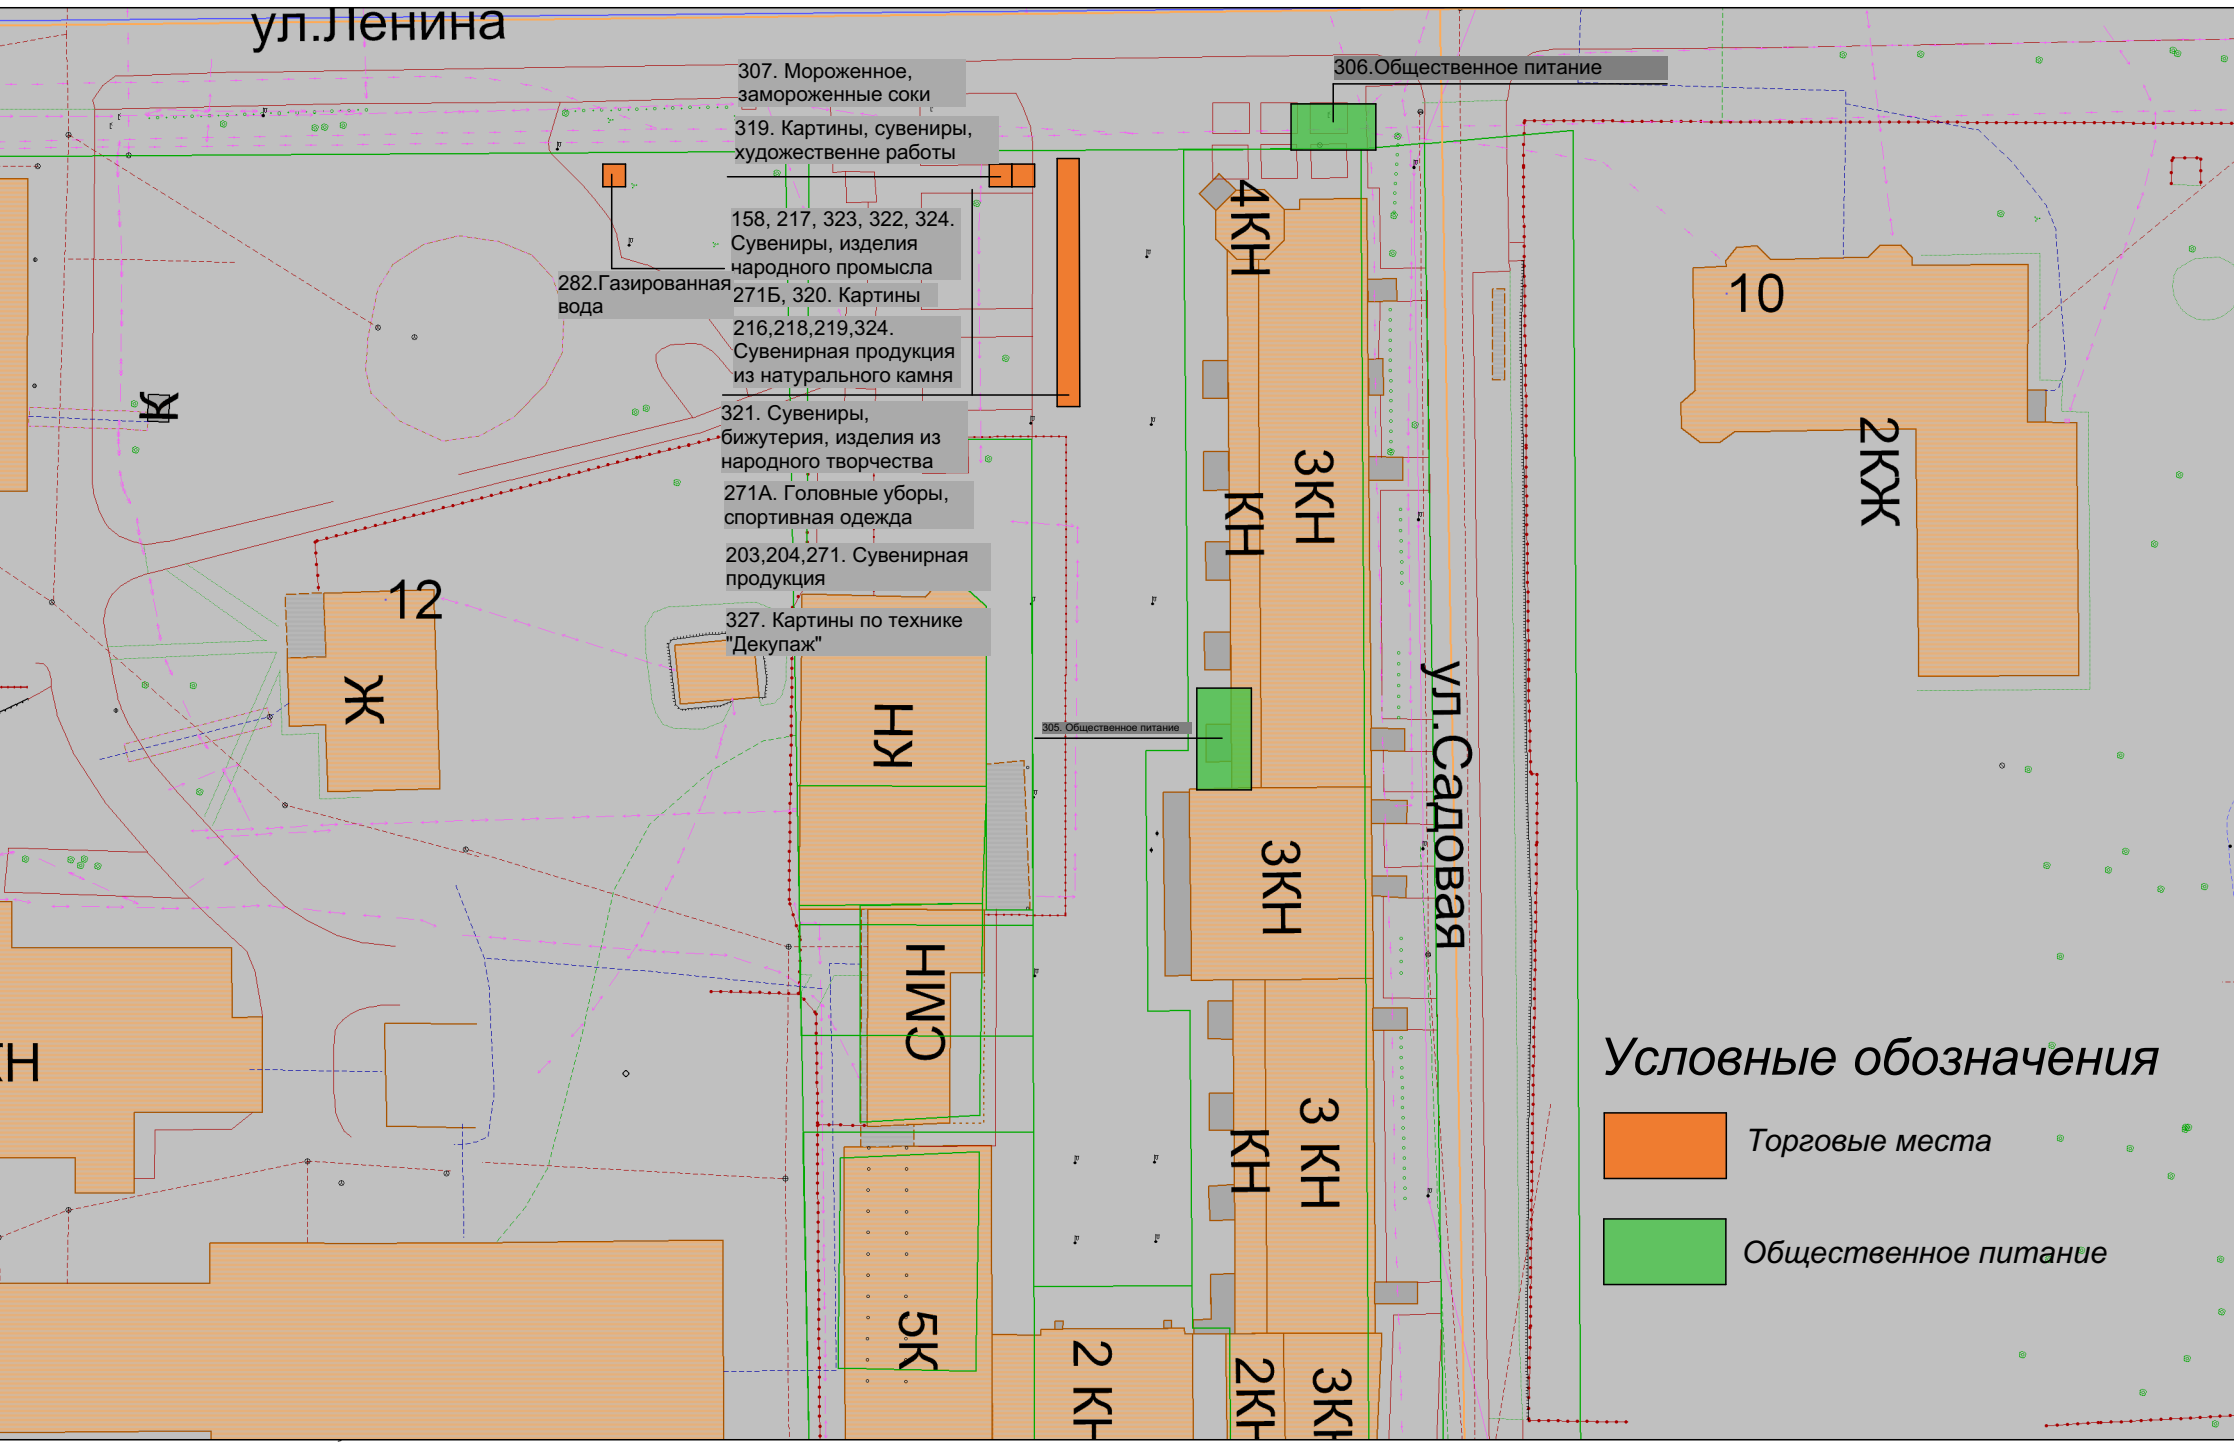 ул.Ленина
307. Мороженное,
замороженные соки
306.Общественное питание
319. Картины, сувениры,
художественне работы
158, 217, 323, 322, 324.
Сувениры, изделия
народного промысла
282.Газированная
вода
271Б, 320. Картины
216,218,219,324.
Сувенирная продукция
из натурального камня
321. Сувениры,
бижутерия, изделия из
народного творчества
271А. Головные уборы,
спортивная одежда
203,204,271. Сувенирная
продукция
327. Картины по технике
"Декупаж"
305. Общественное питание
4КН
10
К
3КН
КН
2КЖ
12
Ж
КН
ул.Садовая
3КН
СМН
КН
3 КН
КН
5К
2 КН
2КН
3КН
Условные обозначения
Торговые места
Общественное питание